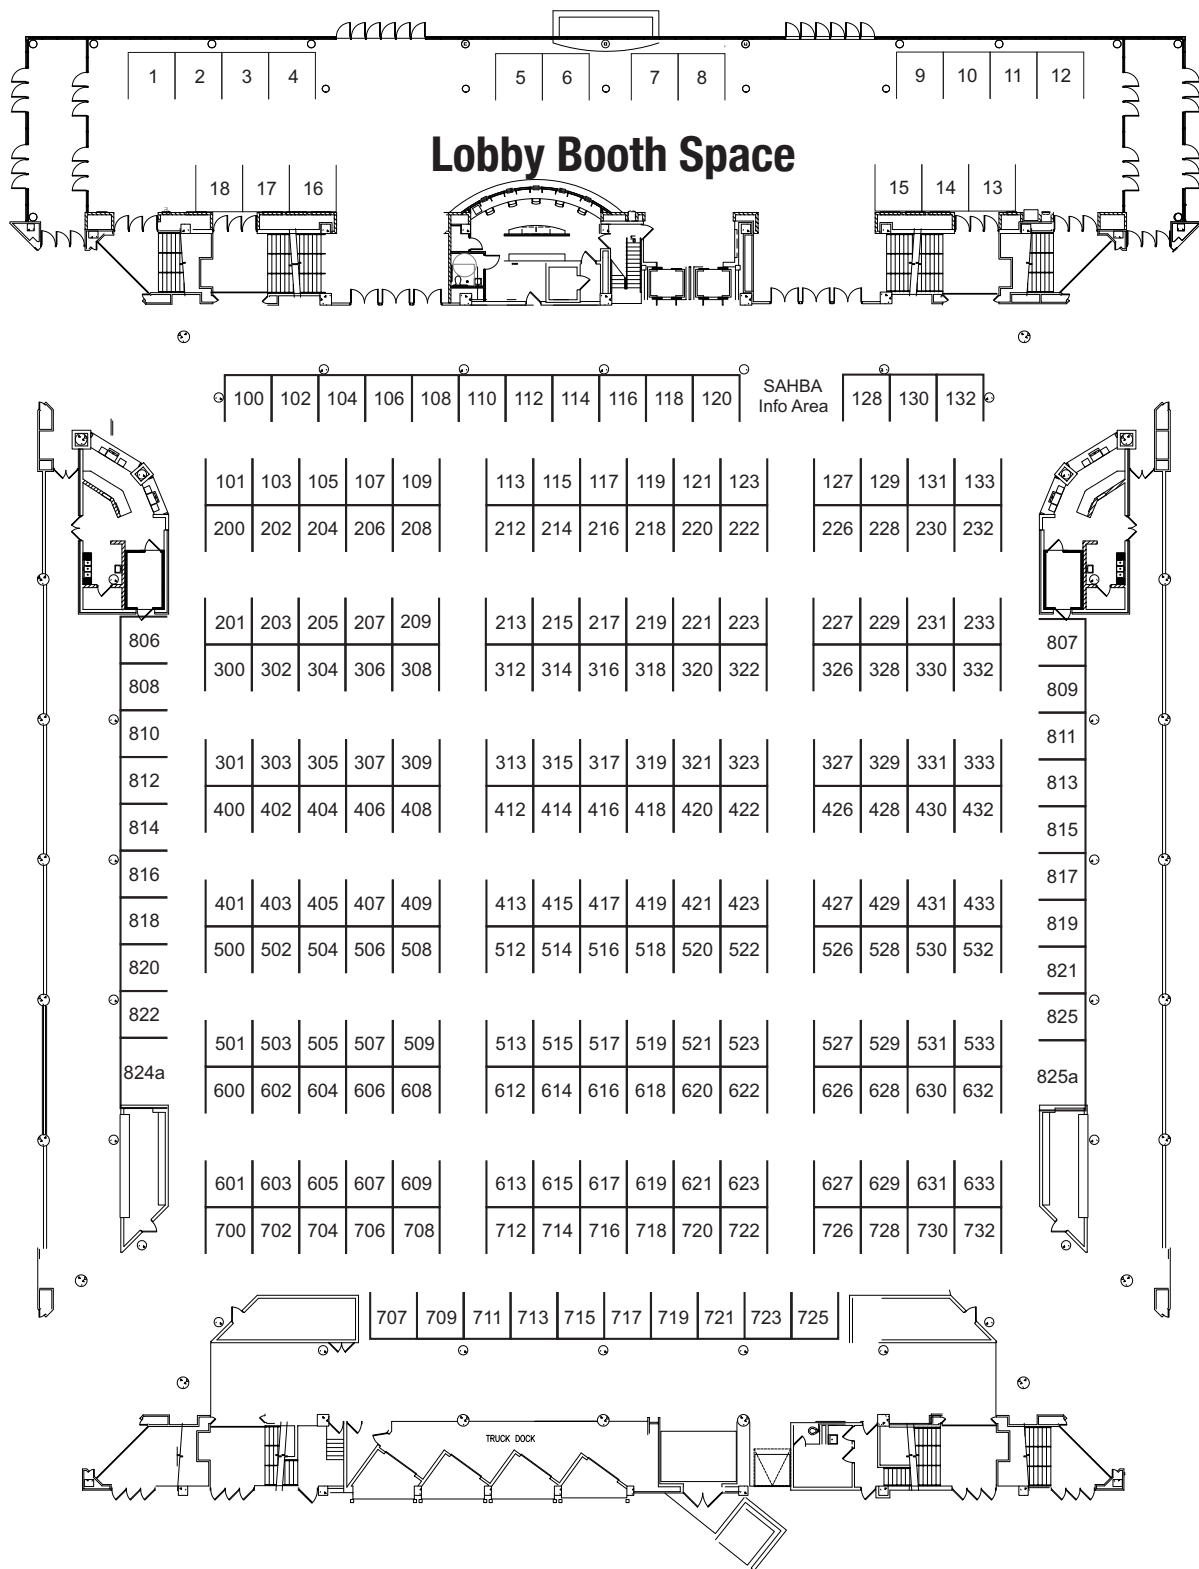 1 2 3 4 5 6 7 8 9 10 11 12
Lobby Booth Space
18 17 16 15 14 13
100 102 104 106 108 110 112 114 116 118 120 SAHBA
Info Area 128 130 132
101 103 105 107 109 113 115 117 119 121 123 127 129 131 133
200 202 204 206 208 212 214 216 218 220 222 226 228 230 232
201 203 205 207 209 213 215 217 219 221 223 227 229 231 233
806 807
300 302 304 306 308 312 314 316 318 320 322 326 328 330 332
808 809
810 811
301 303 305 307 309 313 315 317 319 321 323 327 329 331 333
812 813
400 402 404 406 408 412 414 416 418 420 422 426 428 430 432
814 815
816 817
401 403 405 407 409 413 415 417 419 421 423 427 429 431 433
818 819
500 502 504 506 508 512 514 516 518 520 522 526 528 530 532
820 821
822 825
501 503 505 507 509 513 515 517 519 521 523 527 529 531 533
824a 825a
600 602 604 606 608 612 614 616 618 620 622 626 628 630 632
601 603 605 607 609 613 615 617 619 621 623 627 629 631 633
700 702 704 706 708 712 714 716 718 720 722 726 728 730 732
707 709 711 713 715 717 719 721 723 725
TRUCK DOCK